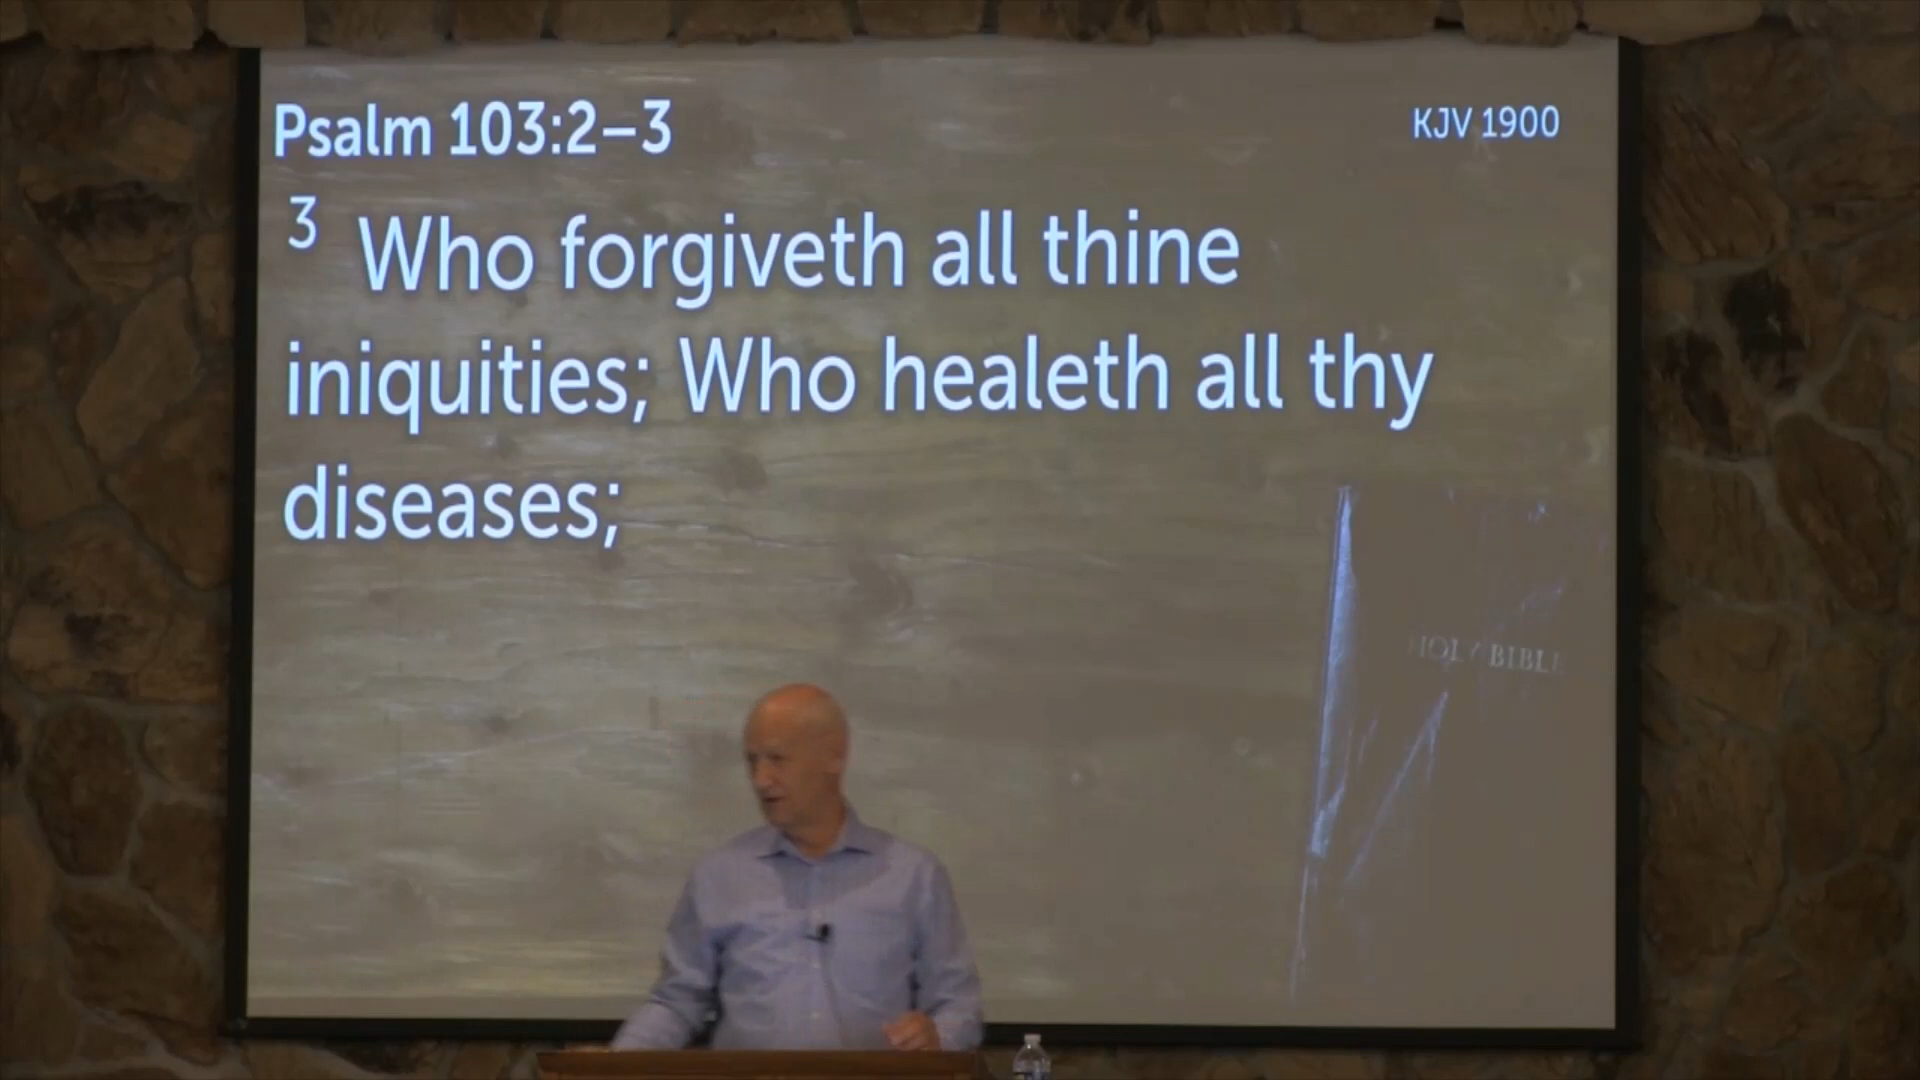 Psalm 103:2–3
KJV 1900
3 Who forgiveth all thine
iniquities; Who healeth all thy
diseases;
HOLY BIBLE